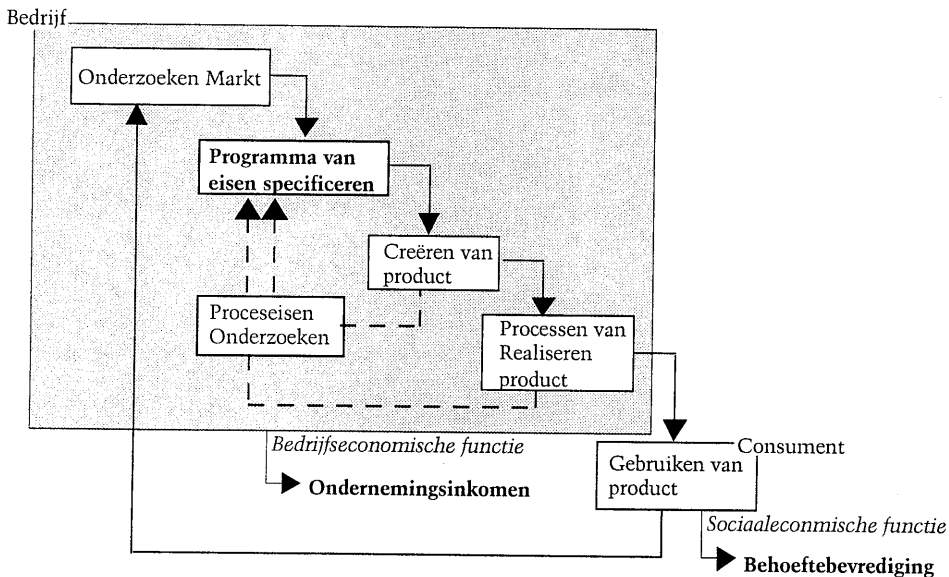 Bedrijf
Onderzoeken Markt
Programma van
eisen specificeren
Creëren van
product
Proceseisen
Onderzoeken
Processen van
Realiseren
product
Bedrijfseconomische functie
Ondernemingsinkomen
Consument
Gebruiken van
product
Sociaaleconmische functie
Behoeftebevrediging